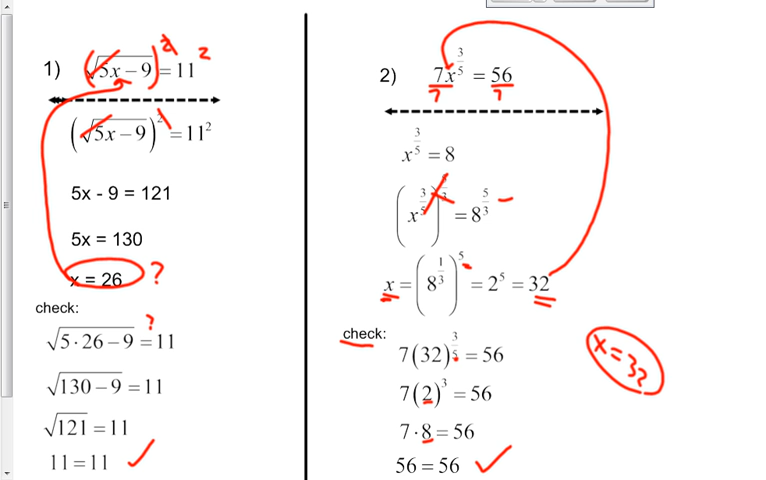 1) (√5x − 9)² = 11²
(√5x − 9)² = 11²
5x - 9 = 121
5x = 130
x = 26 ?
check:
√5·26 − 9 = 11 ?
√130 − 9 = 11
√121 = 11
11 = 11 ✓
2) 7x^(3/5) = 56
7 7
x^(3/5) = 8
(x^(3/5))^(5/3) = 8^(5/3)
x = (8^(1/3))^5 = 2^5 = 32
check:
7(32)^(3/5) = 56
7(2)^3 = 56
7·8 = 56
56 = 56 ✓
x = 32